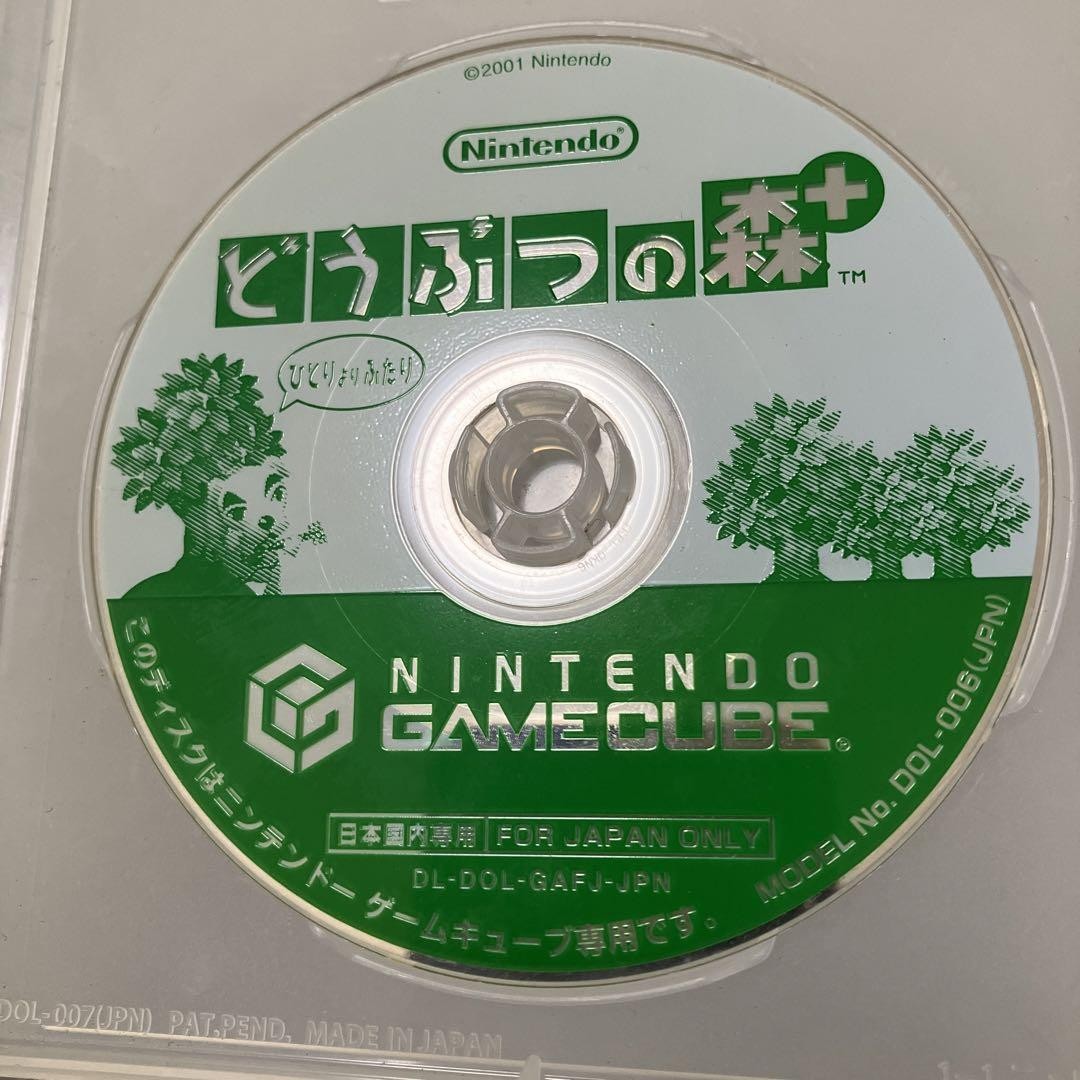 ©2001 Nintendo
Nintendo®
どうぶつの森+™
ひとりよりふたり
NINTENDO
GAMECUBE®
日本国内専用 FOR JAPAN ONLY
DL-DOL-GAFJ-JPN
このディスクはニンテンドーゲームキューブ専用です。
MODEL No. DOL-006(JPN)
DOL-007(JPN) PAT.PEND. MADE IN JAPAN